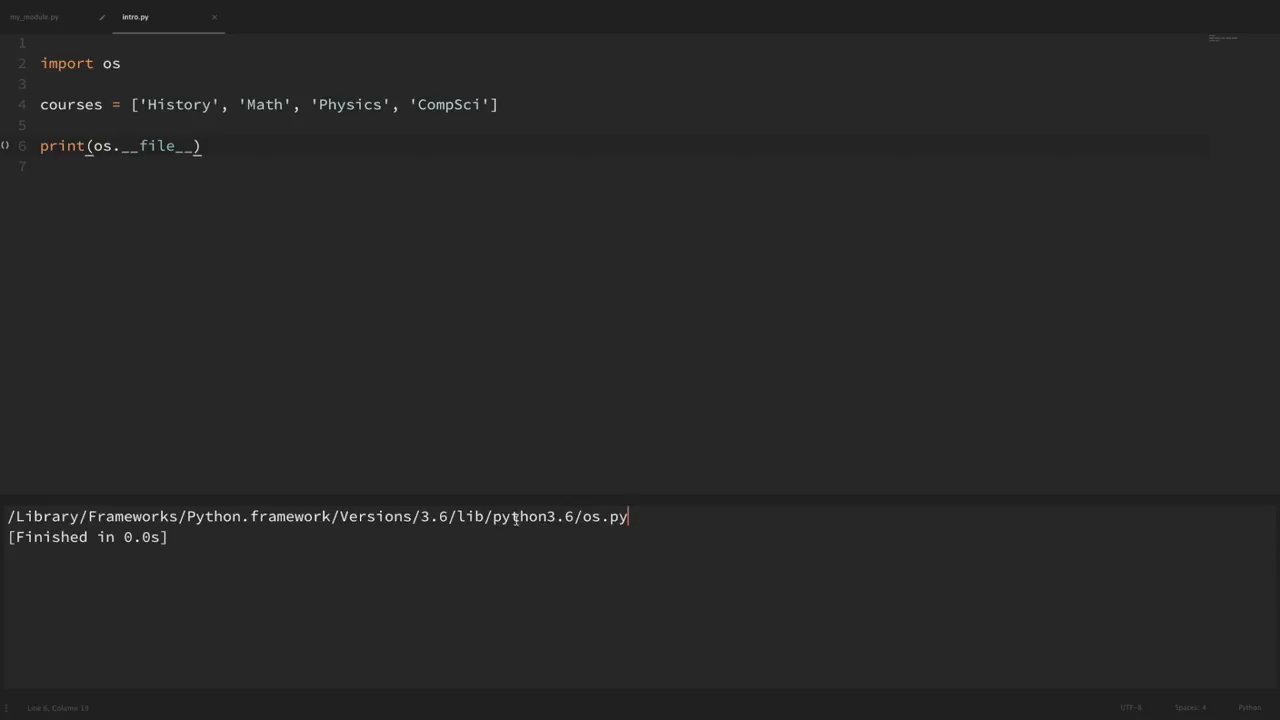 my_module.py intro.py ×
1
2 import os
3
4 courses = ['History', 'Math', 'Physics', 'CompSci']
5
() 6 print(os.__file__)
7
/Library/Frameworks/Python.framework/Versions/3.6/lib/python3.6/os.py
[Finished in 0.0s]
Line 6, Column 19 UTF-8 Spaces: 4 Python